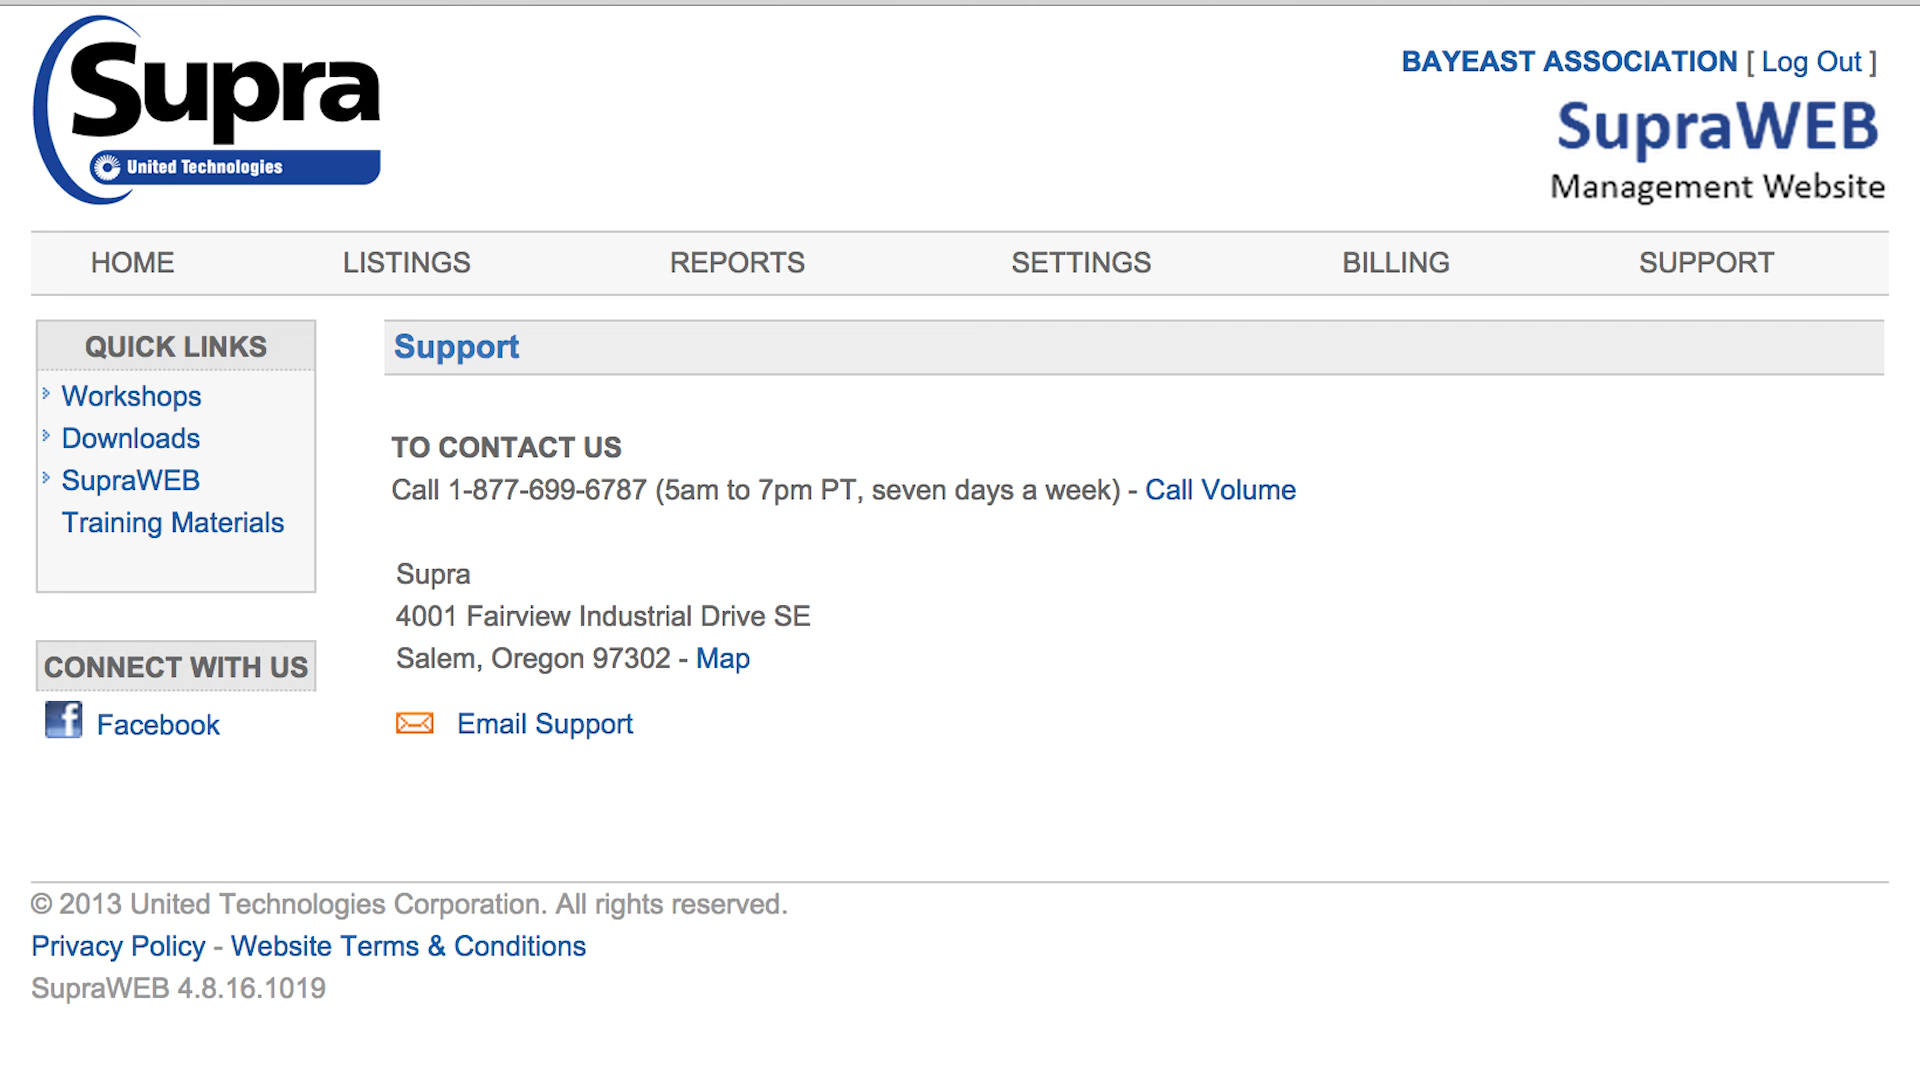 Supra
United Technologies
BAYEAST ASSOCIATION [ Log Out ]
SupraWEB
Management Website
HOME LISTINGS REPORTS SETTINGS BILLING SUPPORT
QUICK LINKS
Workshops
Downloads
SupraWEB
Training Materials
CONNECT WITH US
f Facebook
Support
TO CONTACT US
Call 1-877-699-6787 (5am to 7pm PT, seven days a week) - Call Volume
Supra
4001 Fairview Industrial Drive SE
Salem, Oregon 97302 - Map
Email Support
© 2013 United Technologies Corporation. All rights reserved.
Privacy Policy - Website Terms & Conditions
SupraWEB 4.8.16.1019